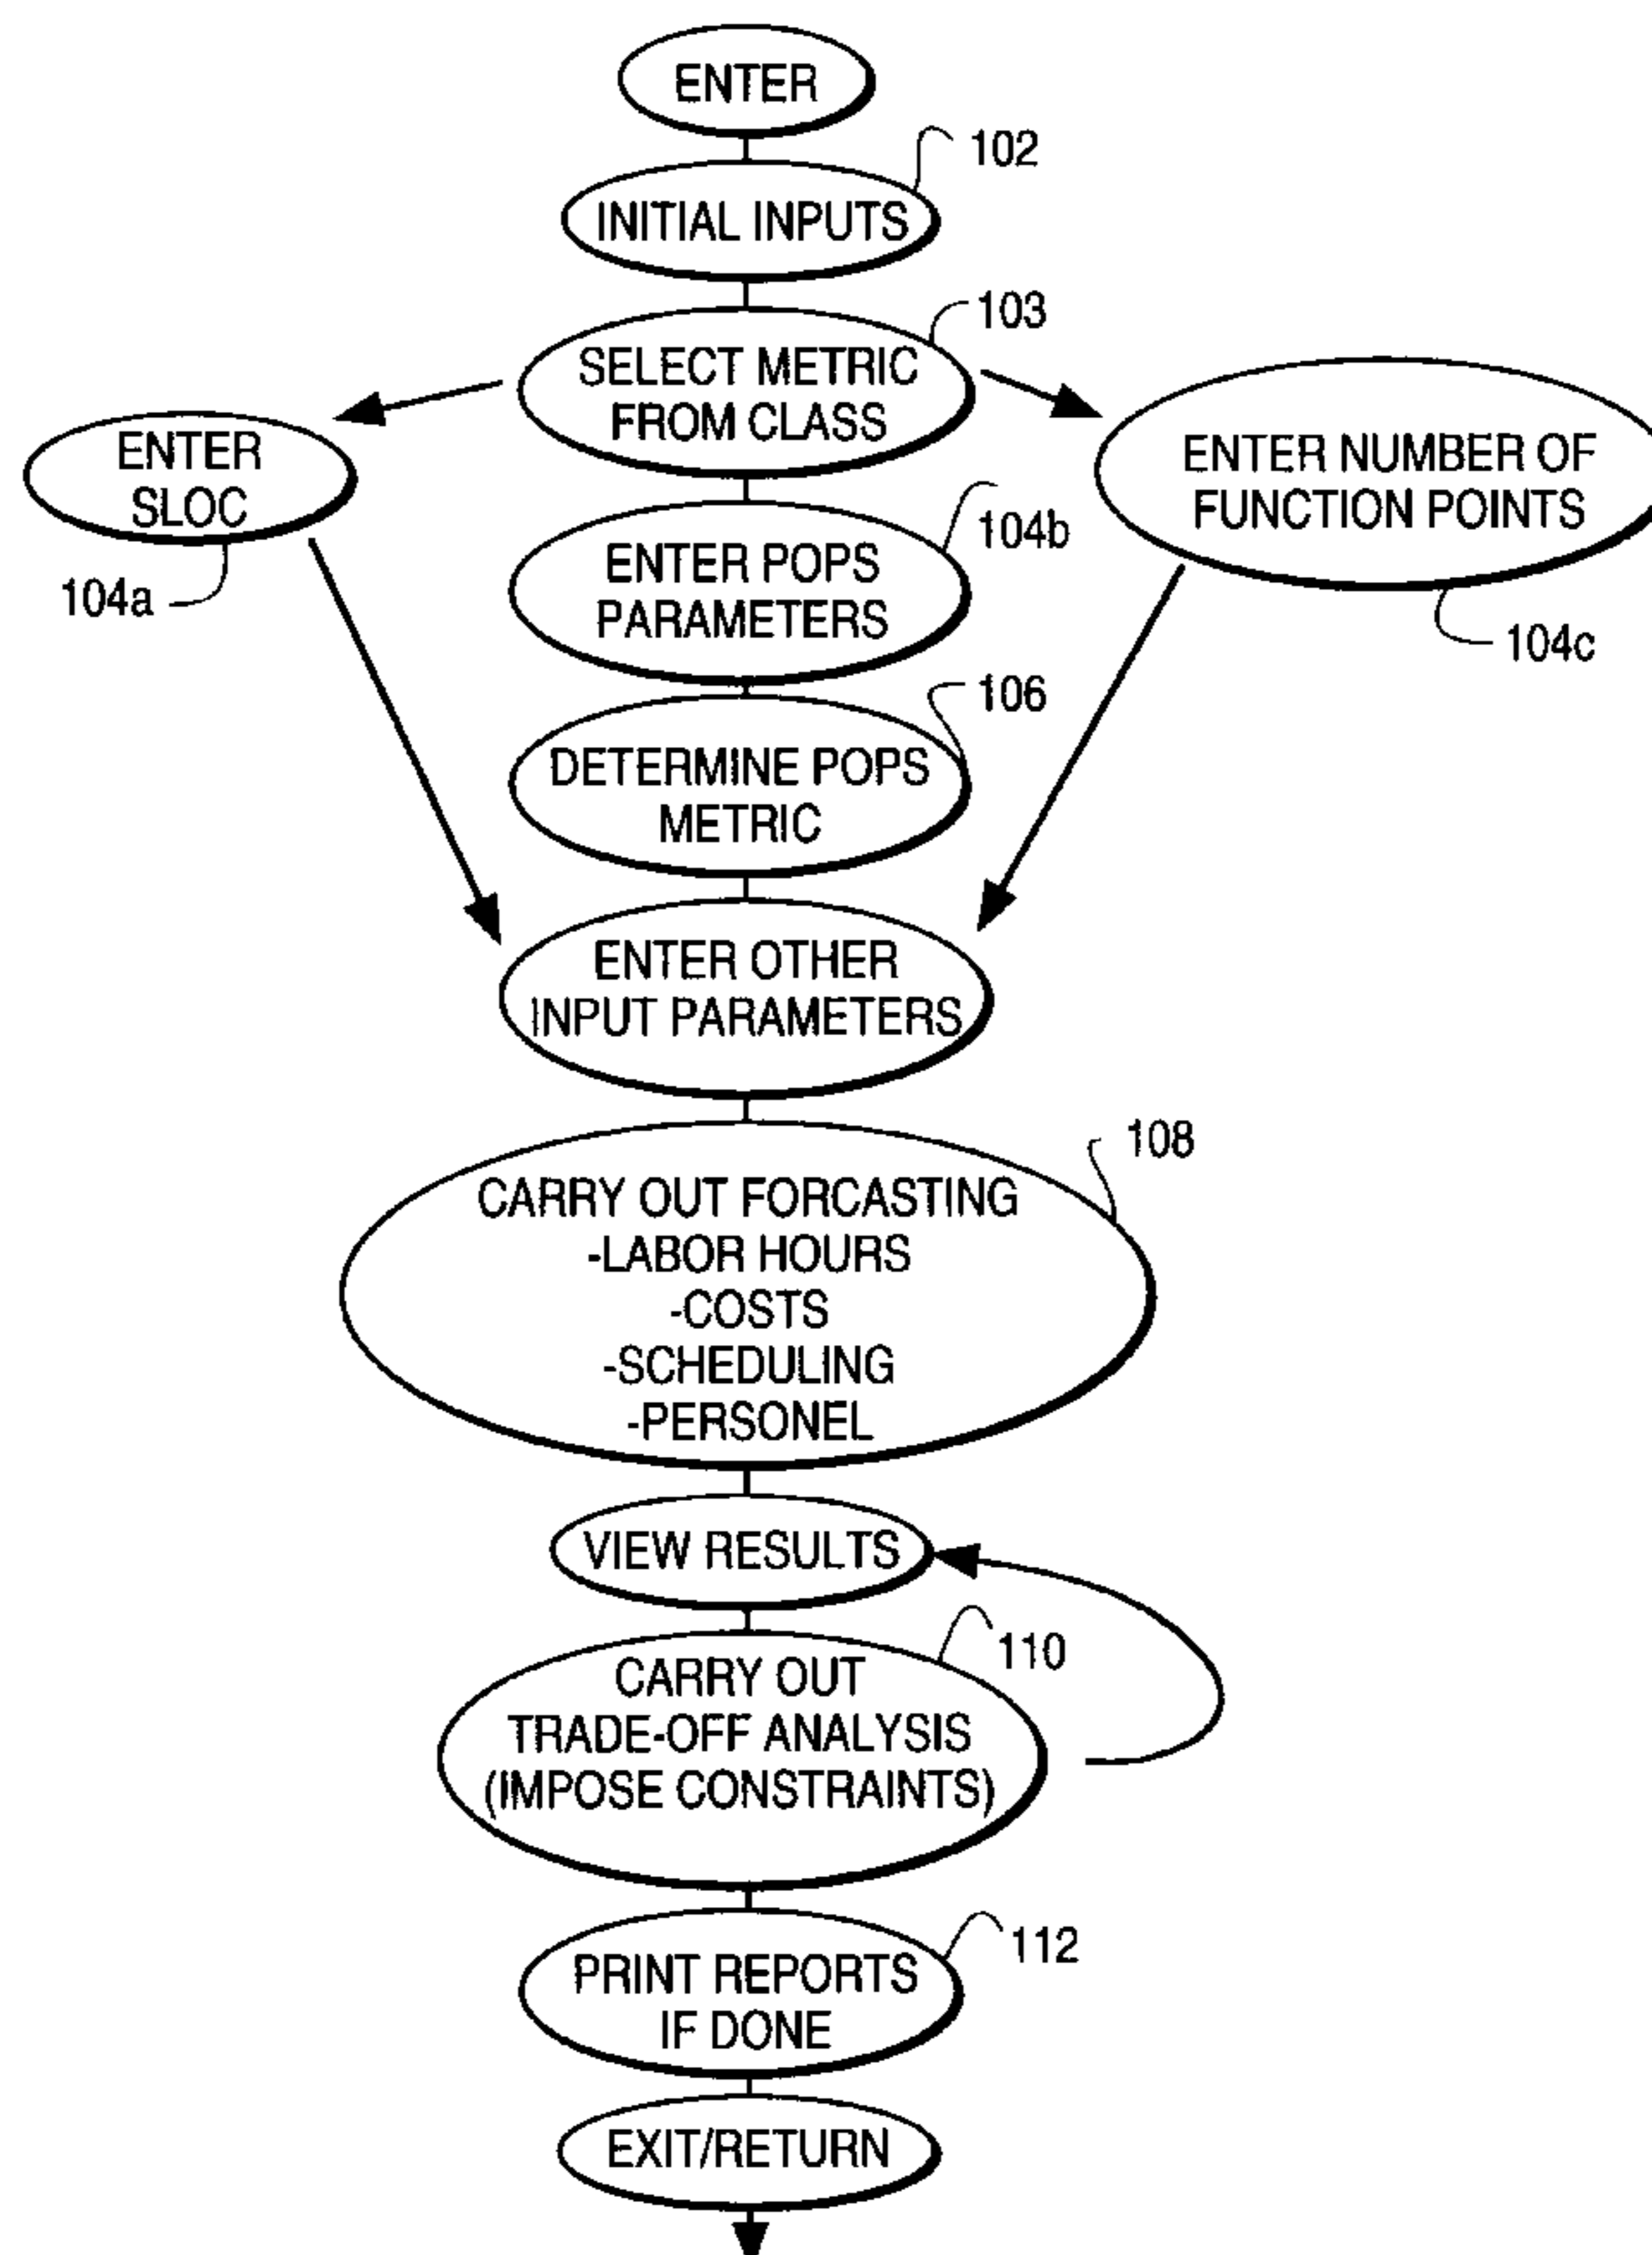 ENTER
102
INITIAL INPUTS
103
SELECT METRIC
FROM CLASS
ENTER
SLOC
104a
ENTER NUMBER OF
FUNCTION POINTS
104c
104b
ENTER POPS
PARAMETERS
106
DETERMINE POPS
METRIC
ENTER OTHER
INPUT PARAMETERS
108
CARRY OUT FORCASTING
-LABOR HOURS
-COSTS
-SCHEDULING
-PERSONEL
VIEW RESULTS
110
CARRY OUT
TRADE-OFF ANALYSIS
(IMPOSE CONSTRAINTS)
112
PRINT REPORTS
IF DONE
EXIT/RETURN